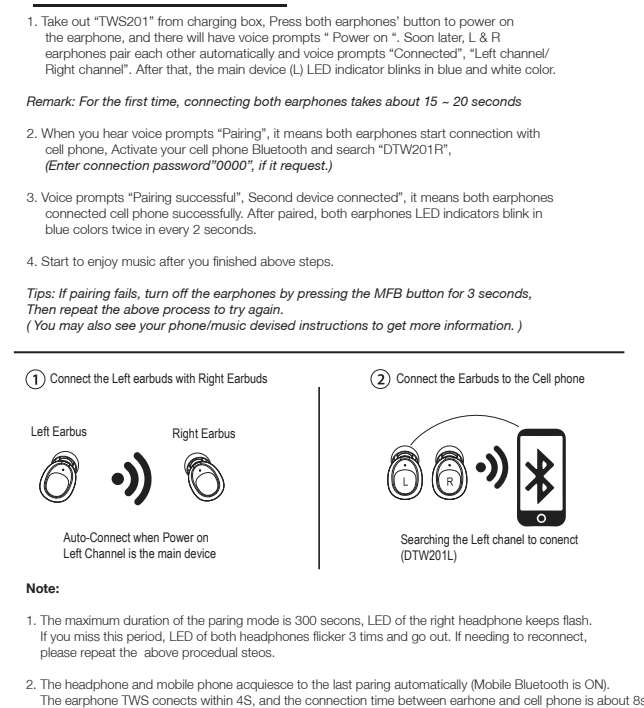 1. Take out “TWS201” from charging box, Press both earphones’ button to power on
the earphone, and there will have voice prompts “ Power on “. Soon later, L & R
earphones pair each other automatically and voice prompts “Connected”, “Left channel/
Right channel”. After that, the main device (L) LED indicator blinks in blue and white color.
Remark: For the first time, connecting both earphones takes about 15 ~ 20 seconds
2. When you hear voice prompts “Pairing”, it means both earphones start connection with
cell phone, Activate your cell phone Bluetooth and search “DTW201R”,
(Enter connection password”0000”, if it request.)
3. Voice prompts “Pairing successful”, Second device connected”, it means both earphones
connected cell phone successfully. After paired, both earphones LED indicators blink in
blue colors twice in every 2 seconds.
4. Start to enjoy music after you finished above steps.
Tips: If pairing fails, turn off the earphones by pressing the MFB button for 3 seconds,
Then repeat the above process to try again.
( You may also see your phone/music devised instructions to get more information. )
1 Connect the Left earbuds with Right Earbuds
Left Earbus
Right Earbus
Auto-Connect when Power on
Left Channel is the main device
2 Connect the Earbuds to the Cell phone
L
R
Searching the Left chanel to conenct
(DTW201L)
Note:
1. The maximum duration of the paring mode is 300 secons, LED of the right headphone keeps flash.
If you miss this period, LED of both headphones flicker 3 tims and go out. If needing to reconnect,
please repeat the above procedual steos.
2. The headphone and mobile phone acquiesce to the last paring automatically (Mobile Bluetooth is ON).
The earphone TWS conects within 4S, and the connection time between earhone and cell phone is about 8s